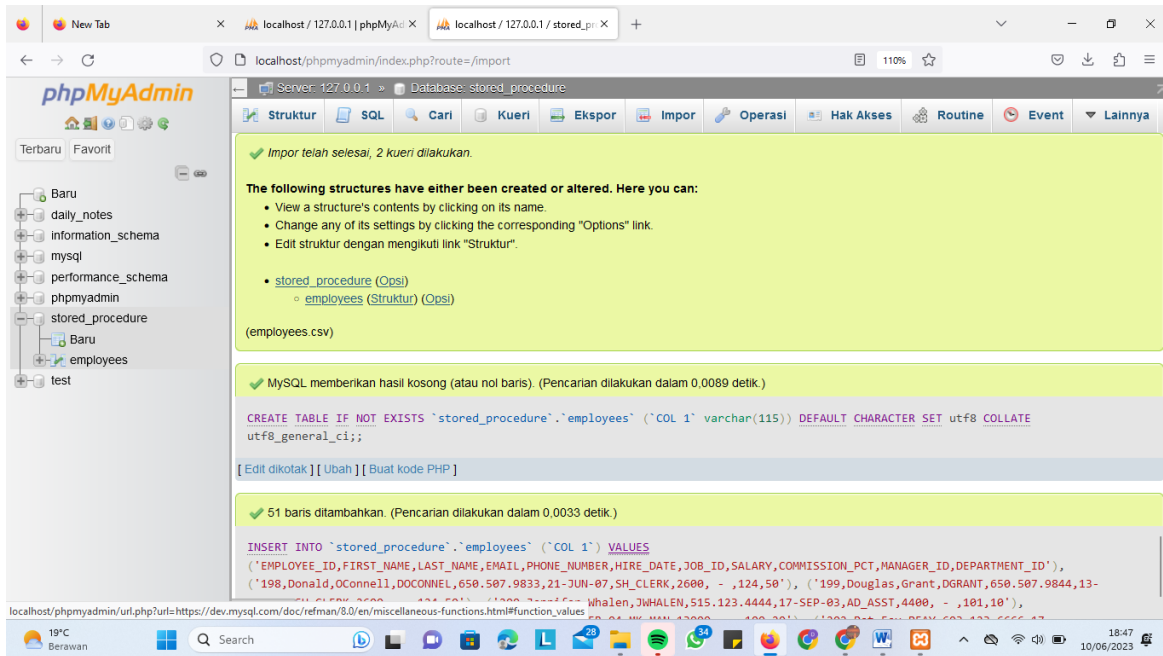 New Tab
localhost / 127.0.0.1 | phpMyAd
localhost / 127.0.0.1 / stored_pr
localhost/phpmyadmin/index.php?route=/import
110%
phpMyAdmin
Terbaru
Favorit
Baru
daily_notes
information_schema
mysql
performance_schema
phpmyadmin
stored_procedure
Baru
employees
test
Server: 127.0.0.1 » Database: stored_procedure
Struktur
SQL
Cari
Kueri
Ekspor
Impor
Operasi
Hak Akses
Routine
Event
Lainnya
Impor telah selesai, 2 kueri dilakukan.
The following structures have either been created or altered. Here you can:
• View a structure's contents by clicking on its name.
• Change any of its settings by clicking the corresponding "Options" link.
• Edit struktur dengan mengikuti link "Struktur".
• stored_procedure (Opsi)
◦ employees (Struktur) (Opsi)
(employees.csv)
MySQL memberikan hasil kosong (atau nol baris). (Pencarian dilakukan dalam 0,0089 detik.)
CREATE TABLE IF NOT EXISTS `stored_procedure`.`employees` (`COL 1` varchar(115)) DEFAULT CHARACTER SET utf8 COLLATE
utf8_general_ci;;
[ Edit dikotak ] [ Ubah ] [ Buat kode PHP ]
51 baris ditambahkan. (Pencarian dilakukan dalam 0,0033 detik.)
INSERT INTO `stored_procedure`.`employees` (`COL 1`) VALUES
('EMPLOYEE_ID,FIRST_NAME,LAST_NAME,EMAIL,PHONE_NUMBER,HIRE_DATE,JOB_ID,SALARY,COMMISSION_PCT,MANAGER_ID,DEPARTMENT_ID'),
('198,Donald,OConnell,DOCONNEL,650.507.9833,21-JUN-07,SH_CLERK,2600, - ,124,50'), ('199,Douglas,Grant,DGRANT,650.507.9844,13-
Whalen,JWHALEN,515.123.4444,17-SEP-03,AD_ASST,4400, - ,101,10'),
localhost/phpmyadmin/url.php?url=https://dev.mysql.com/doc/refman/8.0/en/miscellaneous-functions.html#function_values
19°C
Berawan
Search
28
34
18:47
10/06/2023